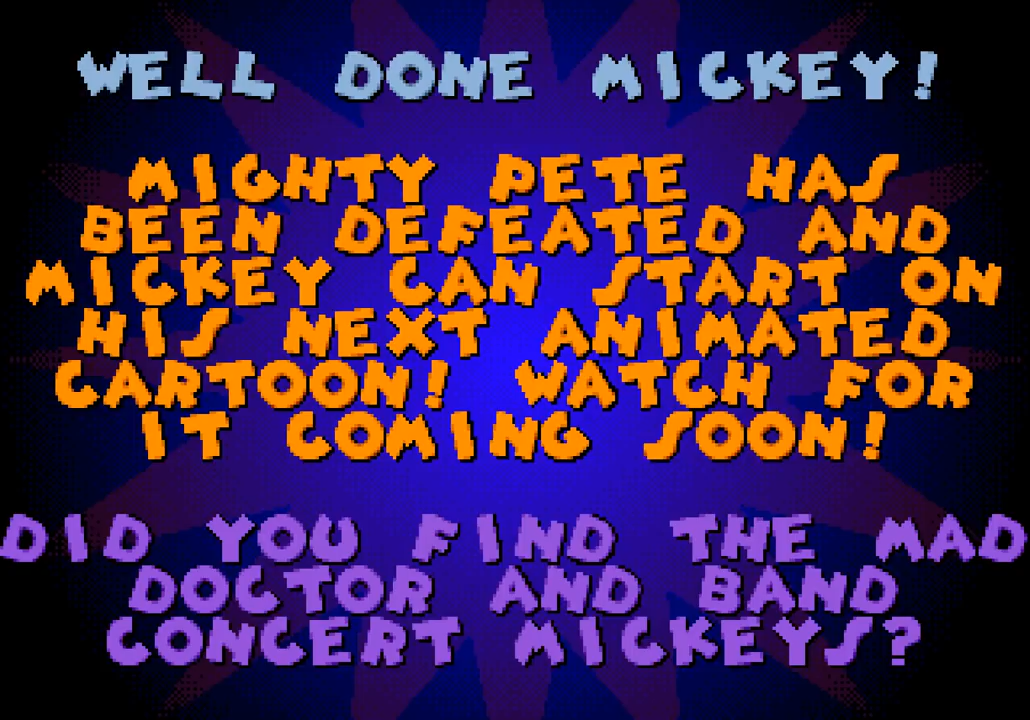 WELL DONE MICKEY!
MIGHTY PETE HAS
BEEN DEFEATED AND
MICKEY CAN START ON
HIS NEXT ANIMATED
CARTOON! WATCH FOR
IT COMING SOON!
DID YOU FIND THE MAD
DOCTOR AND BAND
CONCERT MICKEYS?